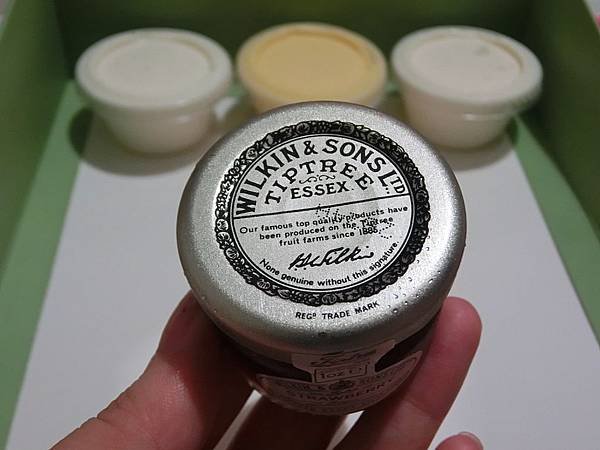 WILKIN & SONS LTD
TIPTREE
ESSEX.
Our famous top quality products have
been produced on the Tiptree
fruit farms since 1885.
None genuine without this signature.
REGD TRADE MARK
1oz e
STRAWBERRY